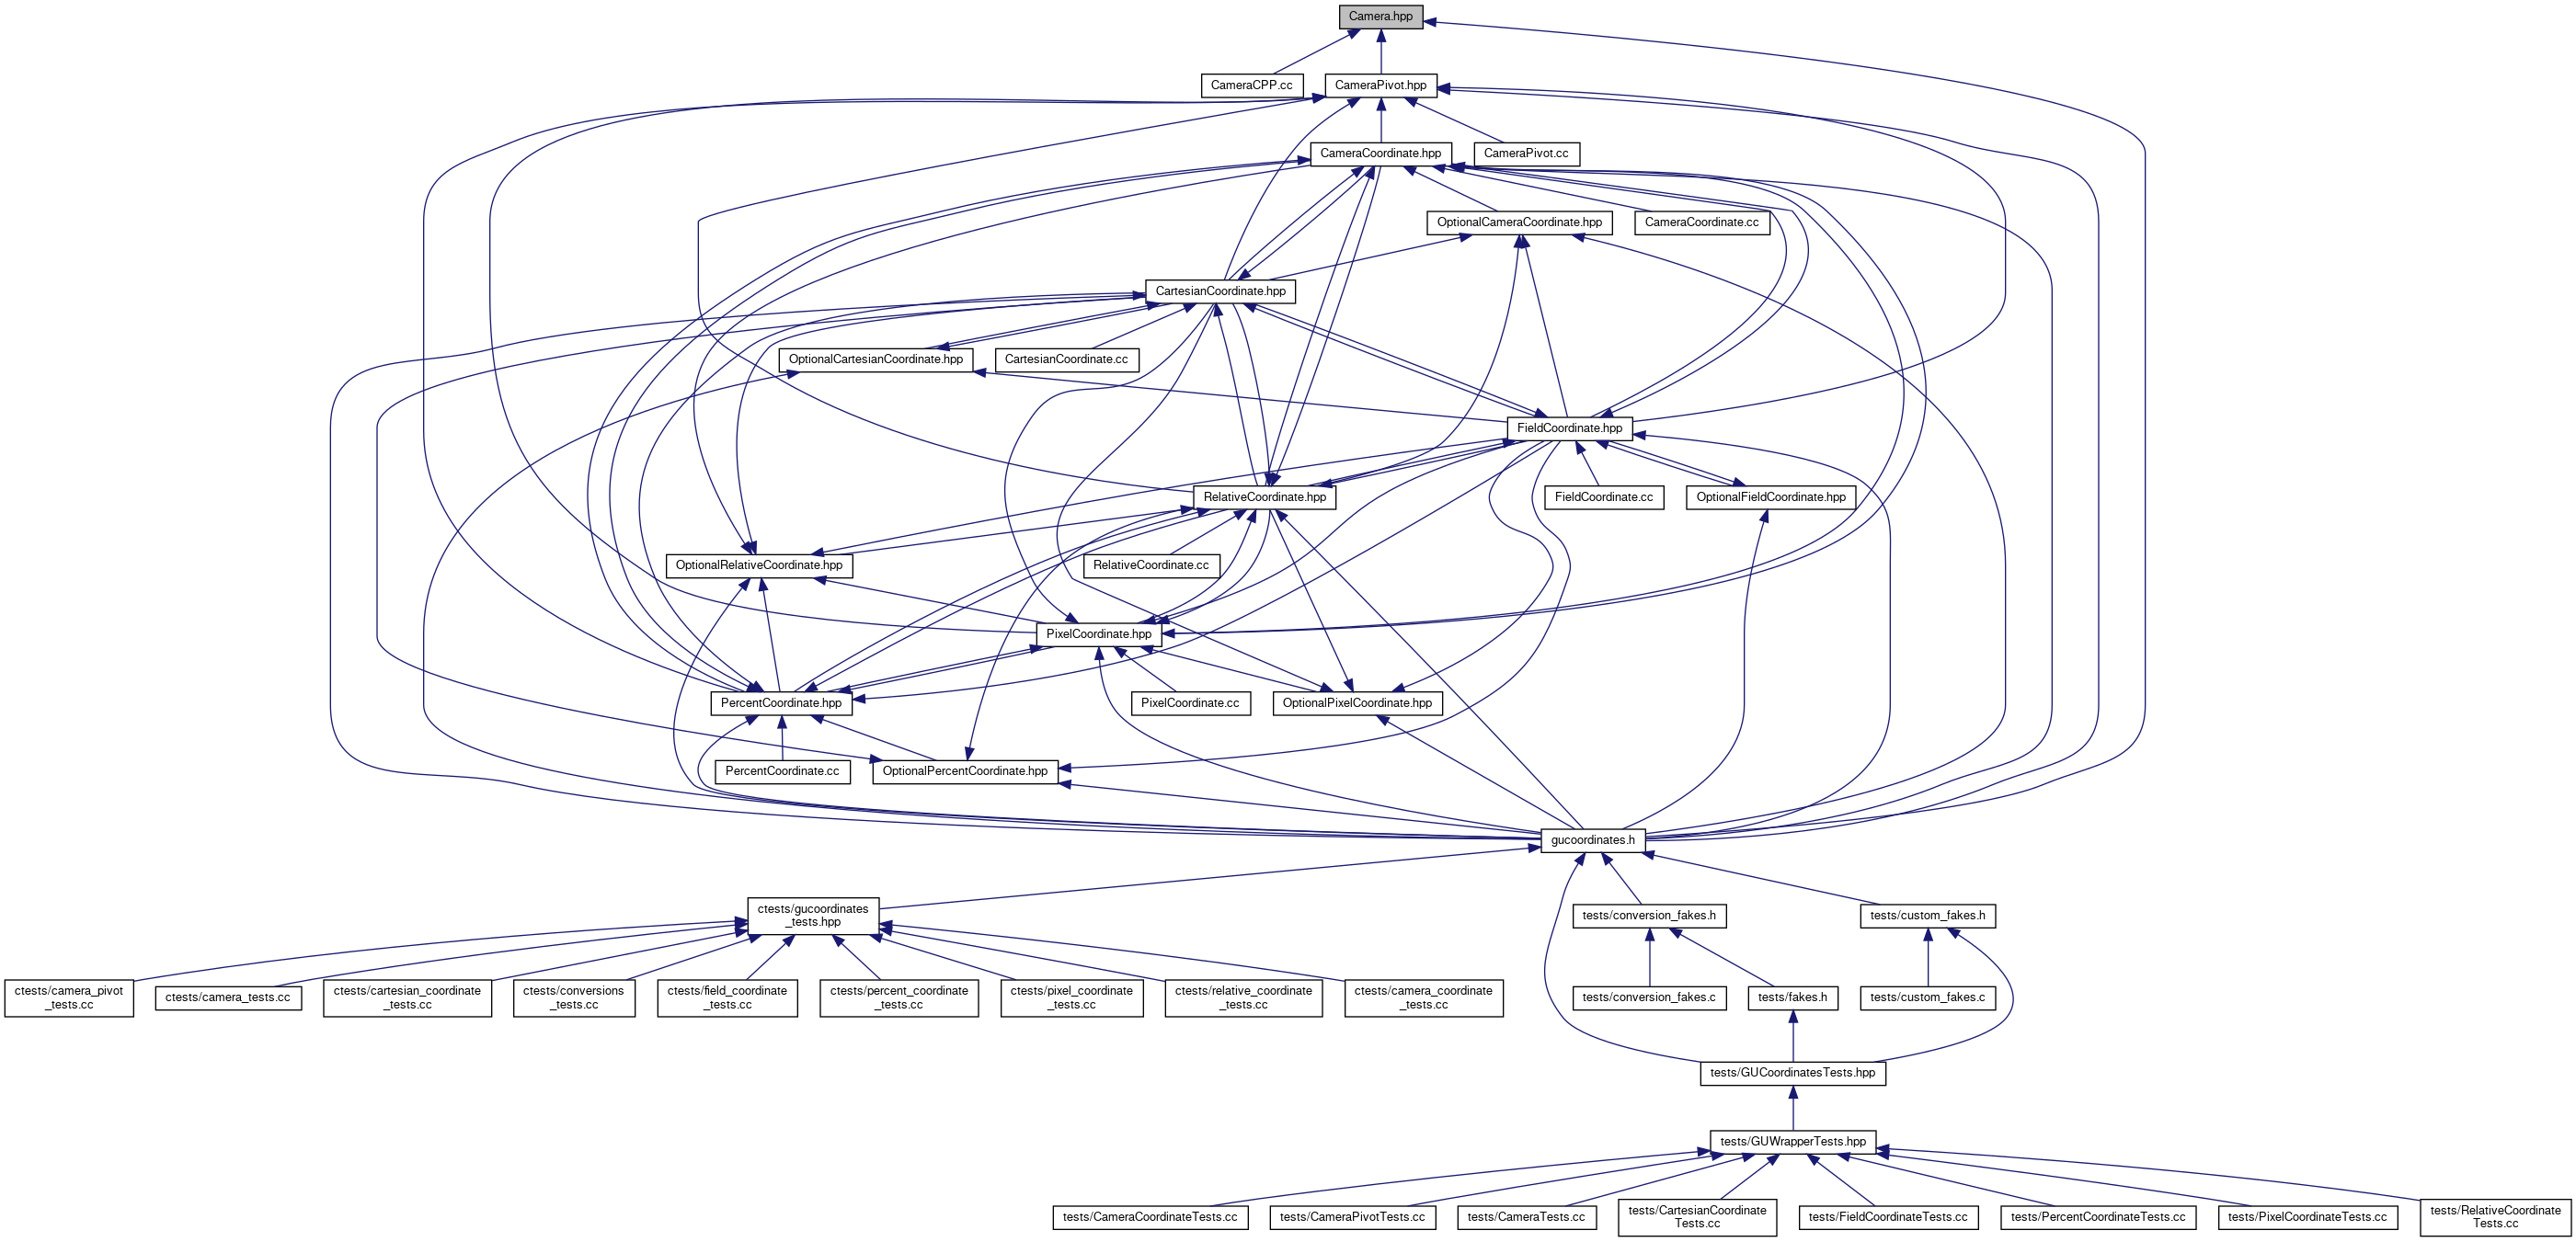 Camera.hpp
CameraCPP.cc
CameraPivot.hpp
CameraCoordinate.hpp
CameraPivot.cc
OptionalCameraCoordinate.hpp
CameraCoordinate.cc
CartesianCoordinate.hpp
OptionalCartesianCoordinate.hpp
CartesianCoordinate.cc
FieldCoordinate.hpp
RelativeCoordinate.hpp
FieldCoordinate.cc
OptionalFieldCoordinate.hpp
OptionalRelativeCoordinate.hpp
RelativeCoordinate.cc
PixelCoordinate.hpp
PercentCoordinate.hpp
PixelCoordinate.cc
OptionalPixelCoordinate.hpp
PercentCoordinate.cc
OptionalPercentCoordinate.hpp
gucoordinates.h
ctests/gucoordinates
_tests.hpp
tests/conversion_fakes.h
tests/custom_fakes.h
ctests/camera_pivot
_tests.cc
ctests/camera_tests.cc
ctests/cartesian_coordinate
_tests.cc
ctests/conversions
_tests.cc
ctests/field_coordinate
_tests.cc
ctests/percent_coordinate
_tests.cc
ctests/pixel_coordinate
_tests.cc
ctests/relative_coordinate
_tests.cc
ctests/camera_coordinate
_tests.cc
tests/conversion_fakes.c
tests/fakes.h
tests/custom_fakes.c
tests/GUCoordinatesTests.hpp
tests/GUWrapperTests.hpp
tests/CameraCoordinateTests.cc
tests/CameraPivotTests.cc
tests/CameraTests.cc
tests/CartesianCoordinate
Tests.cc
tests/FieldCoordinateTests.cc
tests/PercentCoordinateTests.cc
tests/PixelCoordinateTests.cc
tests/RelativeCoordinate
Tests.cc